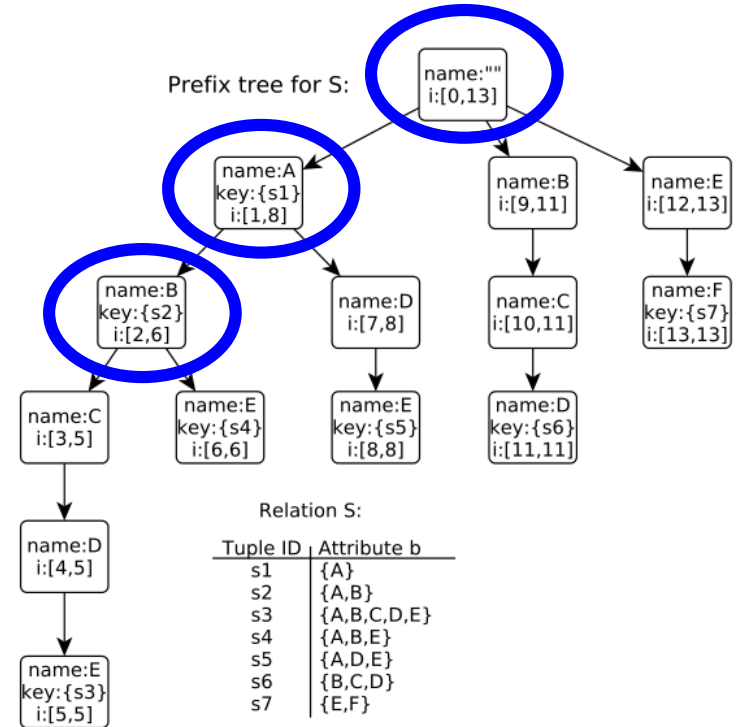 Prefix tree for S:
name:""
i:[0,13]
name:A
key:{s1}
i:[1,8]
name:B
i:[9,11]
name:E
i:[12,13]
name:B
key:{s2}
i:[2,6]
name:D
i:[7,8]
name:C
i:[10,11]
name:F
key:{s7}
i:[13,13]
name:C
i:[3,5]
name:E
key:{s4}
i:[6,6]
name:E
key:{s5}
i:[8,8]
name:D
key:{s6}
i:[11,11]
name:D
i:[4,5]
name:E
key:{s3}
i:[5,5]
Relation S:
Tuple ID Attribute b
s1 {A}
s2 {A,B}
s3 {A,B,C,D,E}
s4 {A,B,E}
s5 {A,D,E}
s6 {B,C,D}
s7 {E,F}